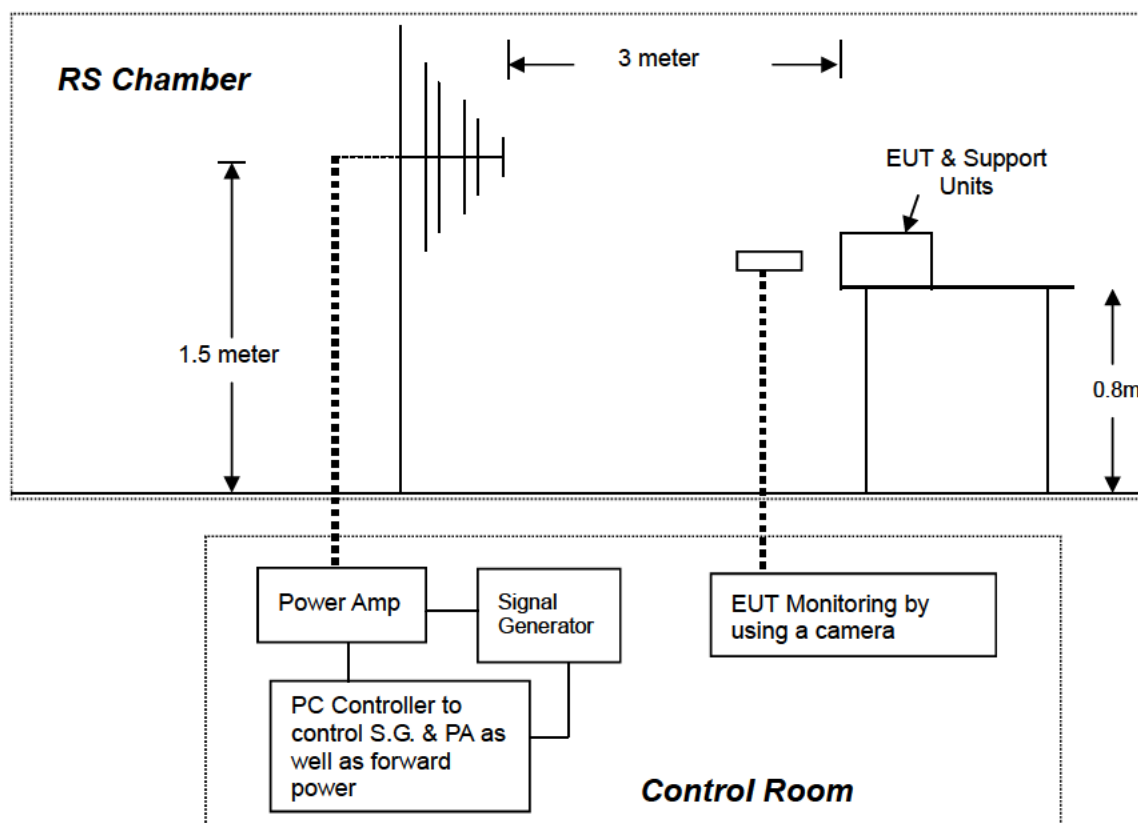 3 meter
RS Chamber
EUT & Support
Units
1.5 meter
0.8m
Power Amp
Signal
Generator
EUT Monitoring by
using a camera
PC Controller to
control S.G. & PA as
well as forward
power
Control Room